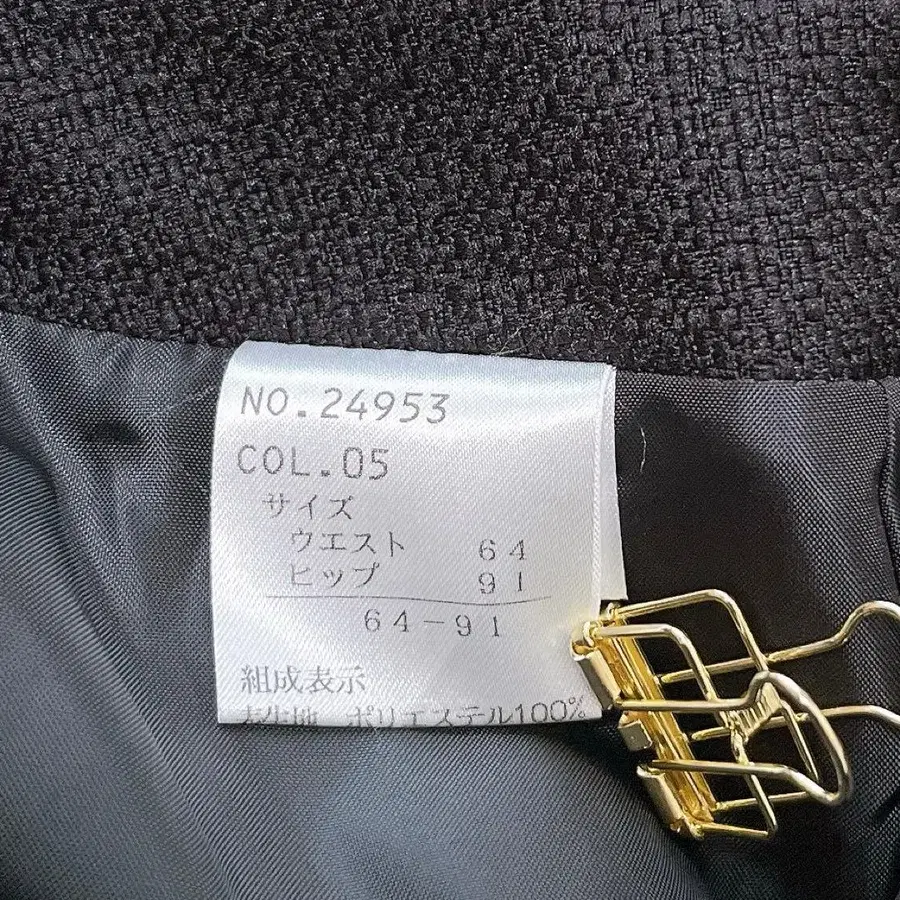 NO.24953
COL.05
サイズ
ウエスト 64
ヒップ 91
64-91
組成表示
表生地 ポリエステル100%